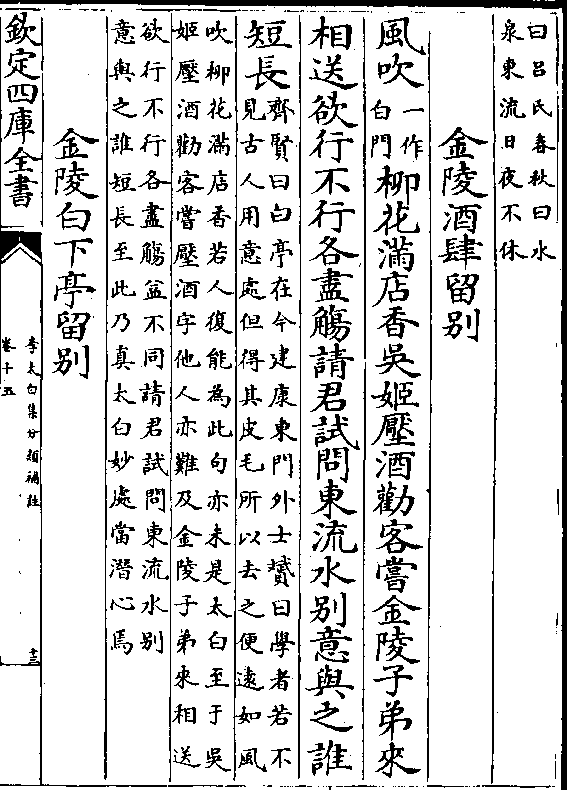 曰吕氏春秋曰水
泉東流日夜不休
金陵酒肆留别
風吹一作白門柳花滿店香吳姬壓酒勸客嘗金陵子弟來
相送欲行不行各盡觴請君試問東流水别意與之誰
短長齊賢曰白亭在今建康東門外士贇曰學者若不
見古人用意處但得其皮毛所以去之便逺如風
吹柳花滿店香若人復能為此句亦未是太白至于吳
姬壓酒勸客嘗壓酒字他人亦難及金陵子弟來相送
欲行不行各盡觴益不同請君試問東流水别
意與之誰短長至此乃真太白妙處當潛心焉
金陵白下亭留别
欽定四庫全書
李太白集分類補註
卷十五
十三